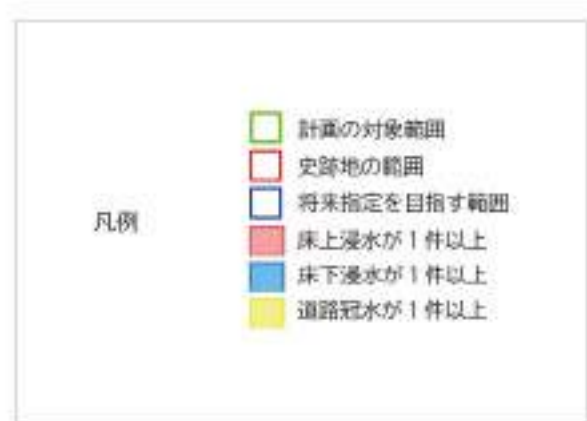 計画の対象範囲
史跡地の範囲
将来指定を目指す範囲
凡例
床上浸水が1件以上
床下浸水が1件以上
道路冠水が1件以上